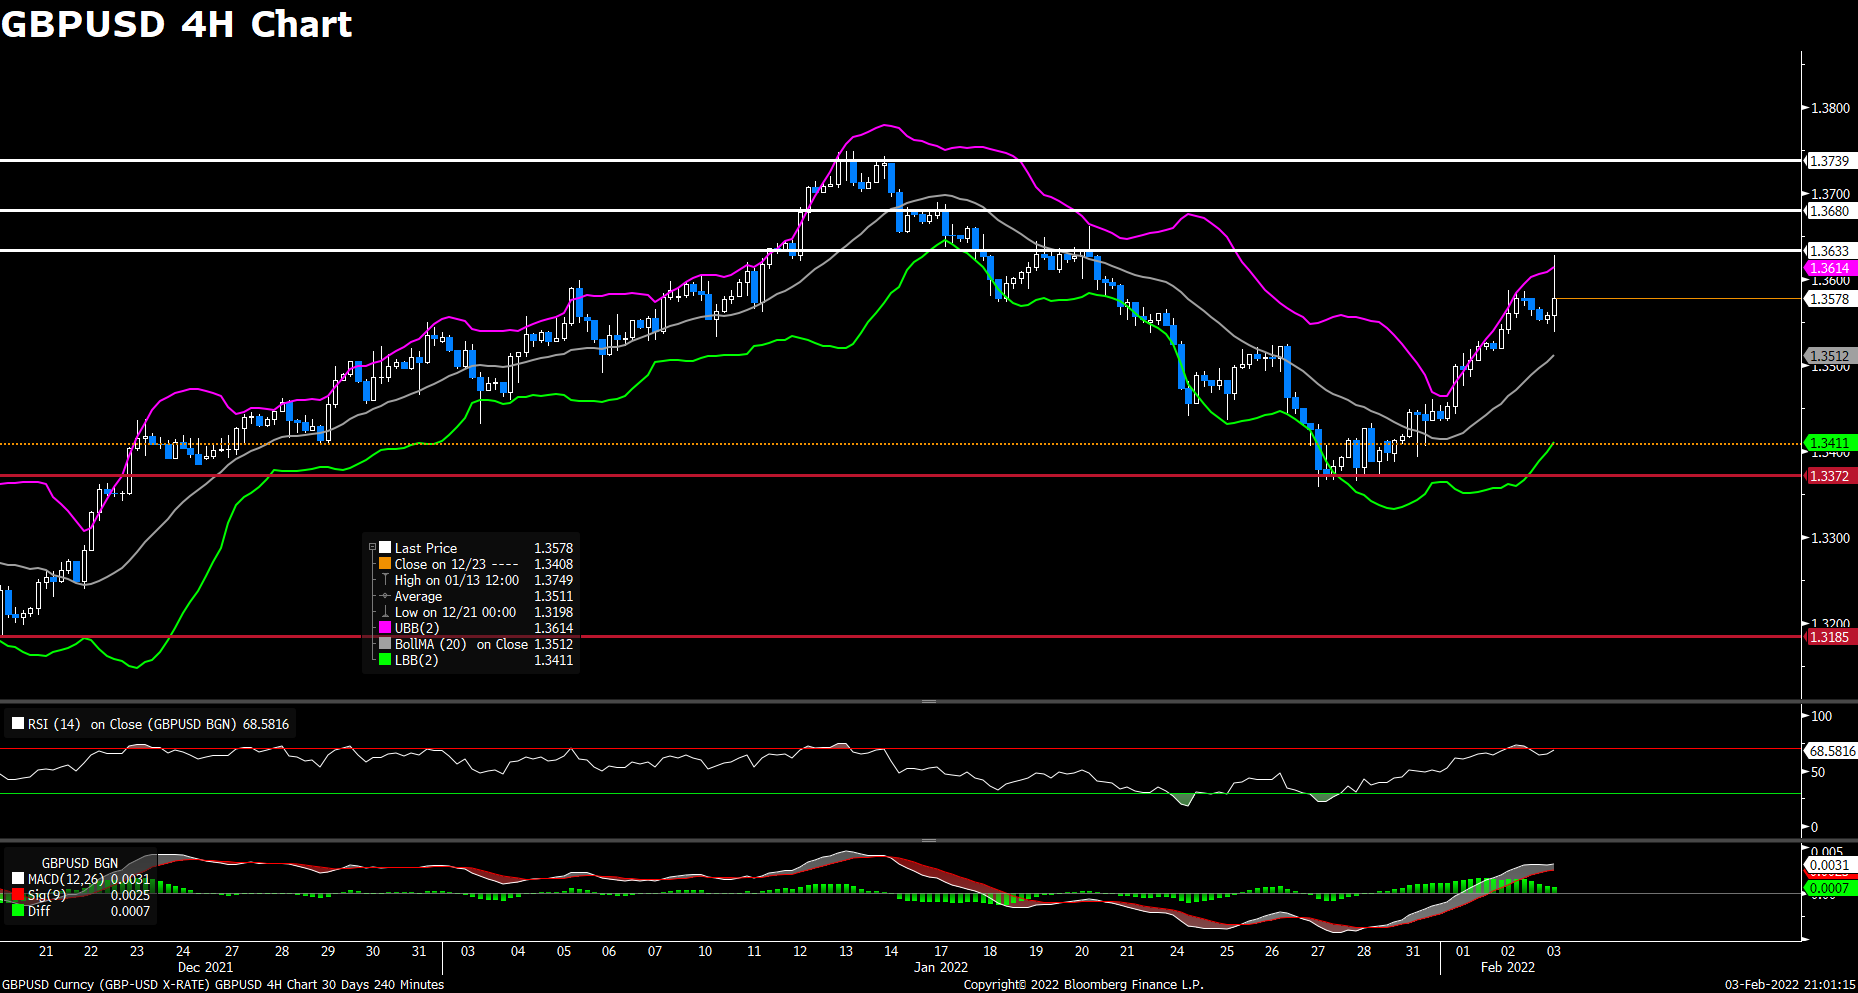 GBPUSD 4H Chart
1.3800
1.3739
1.3700
1.3680
1.3633
1.3614
1.3600
1.3578
1.3512
1.3500
1.3411
1.3400
1.3372
1.3300
1.3200
1.3185
Last Price 1.3578
Close on 12/23 ---- 1.3408
High on 01/13 12:00 1.3749
Average 1.3511
Low on 12/21 00:00 1.3198
UBB(2) 1.3614
BollMA (20) on Close 1.3512
LBB(2) 1.3411
RSI (14) on Close (GBPUSD BGN) 68.5816
100
68.5816
50
0
GBPUSD BGN
MACD(12,26) 0.0031
Sig(9) 0.0025
Diff 0.0007
0.005
0.0031
0.0025
0.0007
0.00
21 22 23 24 27 28 29 30 31 03 04 05 06 07 10 11 12 13 14 17 18 19 20 21 24 25 26 27 28 31 01 02 03
Dec 2021 Jan 2022 Feb 2022
GBPUSD Curncy (GBP-USD X-RATE) GBPUSD 4H Chart 30 Days 240 Minutes Copyright© 2022 Bloomberg Finance L.P. 03-Feb-2022 21:01:15